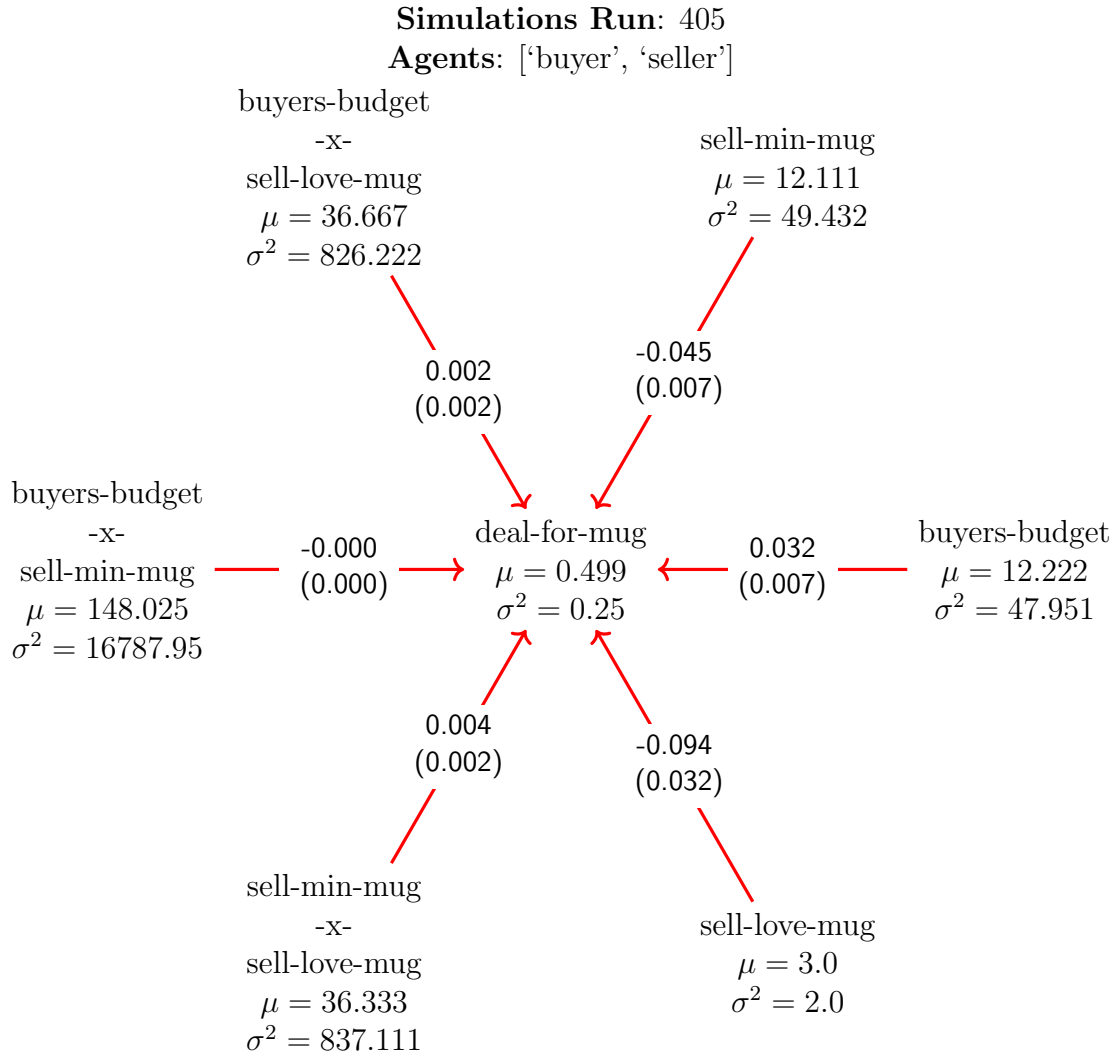 Simulations Run: 405
Agents: [‘buyer’, ‘seller’]
buyers-budget
-x-
sell-love-mug
μ = 36.667
σ² = 826.222
sell-min-mug
μ = 12.111
σ² = 49.432
0.002
(0.002)
-0.045
(0.007)
buyers-budget
-x-
sell-min-mug
μ = 148.025
σ² = 16787.95
-0.000
(0.000)
deal-for-mug
μ = 0.499
σ² = 0.25
0.032
(0.007)
buyers-budget
μ = 12.222
σ² = 47.951
0.004
(0.002)
-0.094
(0.032)
sell-min-mug
-x-
sell-love-mug
μ = 36.333
σ² = 837.111
sell-love-mug
μ = 3.0
σ² = 2.0